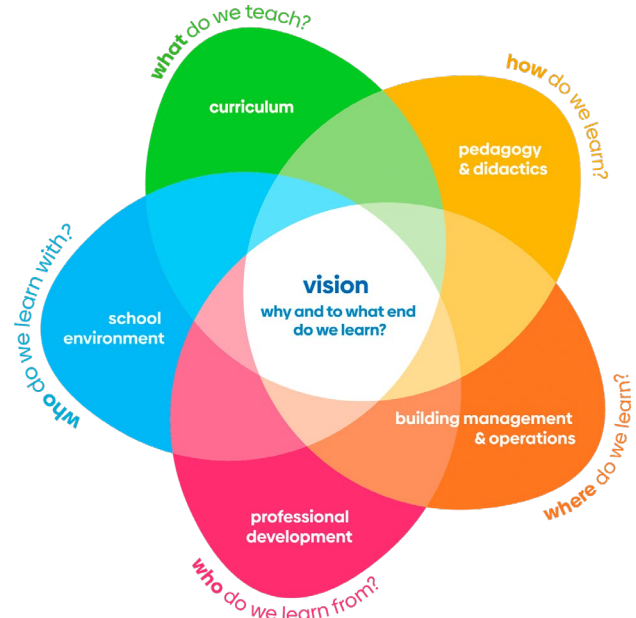 what do we teach?
curriculum
how do we learn?
pedagogy
& didactics
who do we learn with?
school
environment
vision
why and to what end
do we learn?
building management
& operations
where do we learn?
professional
development
who do we learn from?